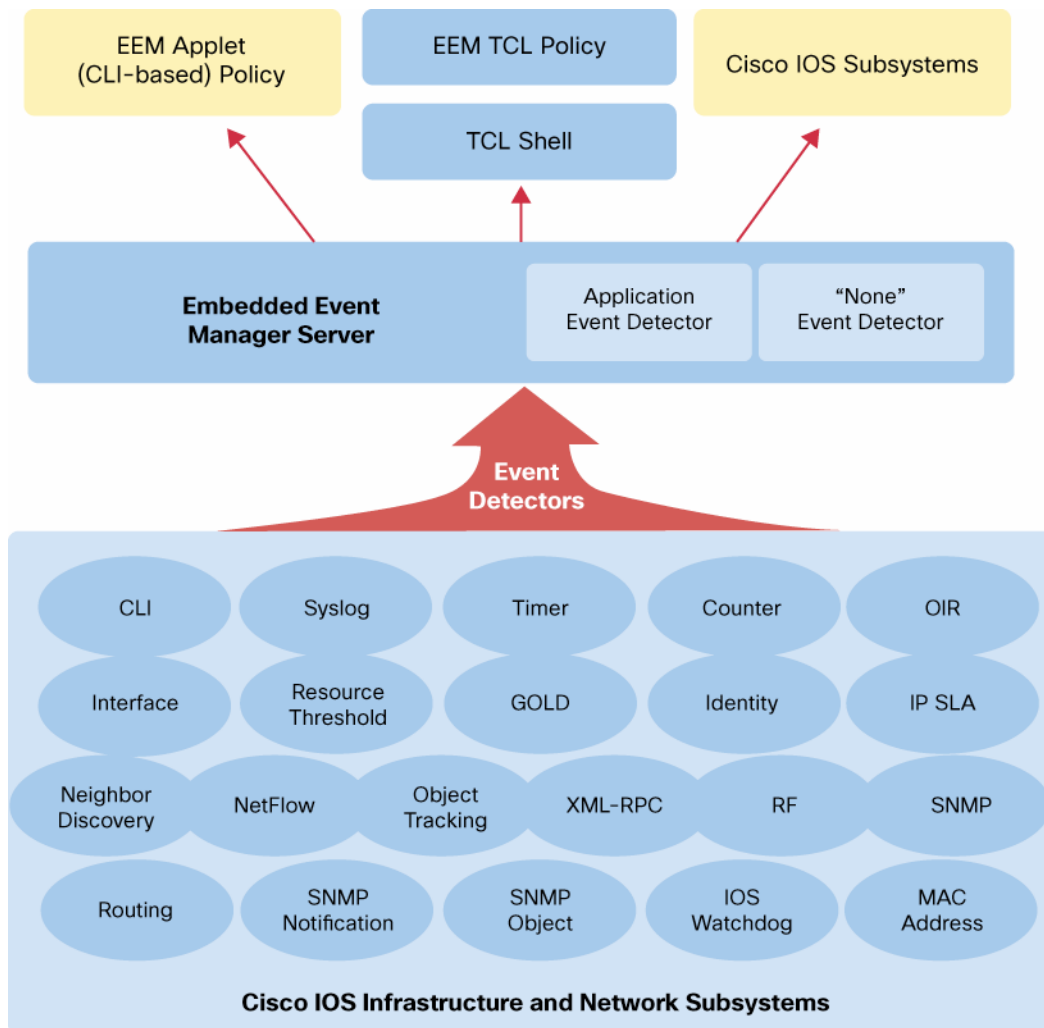 EEM Applet
(CLI-based) Policy
EEM TCL Policy
Cisco IOS Subsystems
TCL Shell
Embedded Event
Manager Server
Application
Event Detector
“None”
Event Detector
Event
Detectors
CLI
Syslog
Timer
Counter
OIR
Interface
Resource
Threshold
GOLD
Identity
IP SLA
Neighbor
Discovery
NetFlow
Object
Tracking
XML-RPC
RF
SNMP
Routing
SNMP
Notification
SNMP
Object
IOS
Watchdog
MAC
Address
Cisco IOS Infrastructure and Network Subsystems